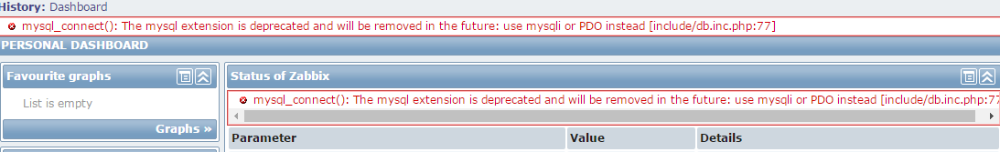 History: Dashboard
mysql_connect(): The mysql extension is deprecated and will be removed in the future: use mysqli or PDO instead [include/db.inc.php:77]
PERSONAL DASHBOARD
Favourite graphs
List is empty
Graphs »
Status of Zabbix
mysql_connect(): The mysql extension is deprecated and will be removed in the future: use mysqli or PDO instead [include/db.inc.php:77
Parameter Value Details